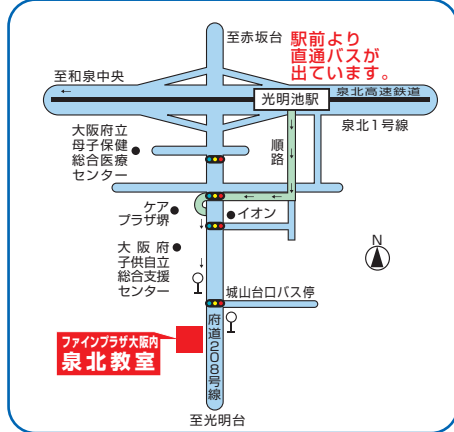 至赤坂台
駅前より
直通バスが
出ています。
至和泉中央
←
光明池駅
泉北高速鉄道
泉北1号線
大阪府立
母子保健
総合医療
センター
順路
ケア
プラザ堺
イオン
大阪府
子供自立
総合支援
センター
N
城山台口バス停
ファインプラザ大阪内
泉北教室
府道208号線
至光明台